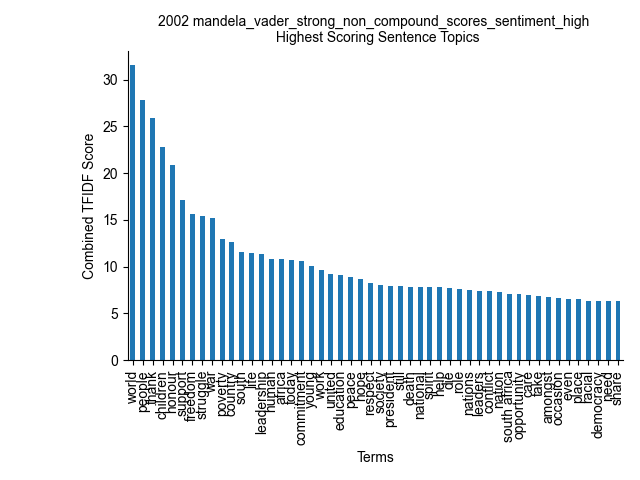 2002 mandela_vader_strong_non_compound_scores_sentiment_high
Highest Scoring Sentence Topics
Combined TFIDF Score
30
25
20
15
10
5
0
world
people
thank
children
honour
support
freedom
struggle
war
poverty
country
south
life
leadership
human
africa
today
commitment
young
work
united
education
peace
hope
respect
society
president
still
death
national
spirit
help
die
role
nations
leaders
conflict
nation
south africa
opportunity
care
take
amongst
occasion
even
place
racial
democracy
need
share
Terms